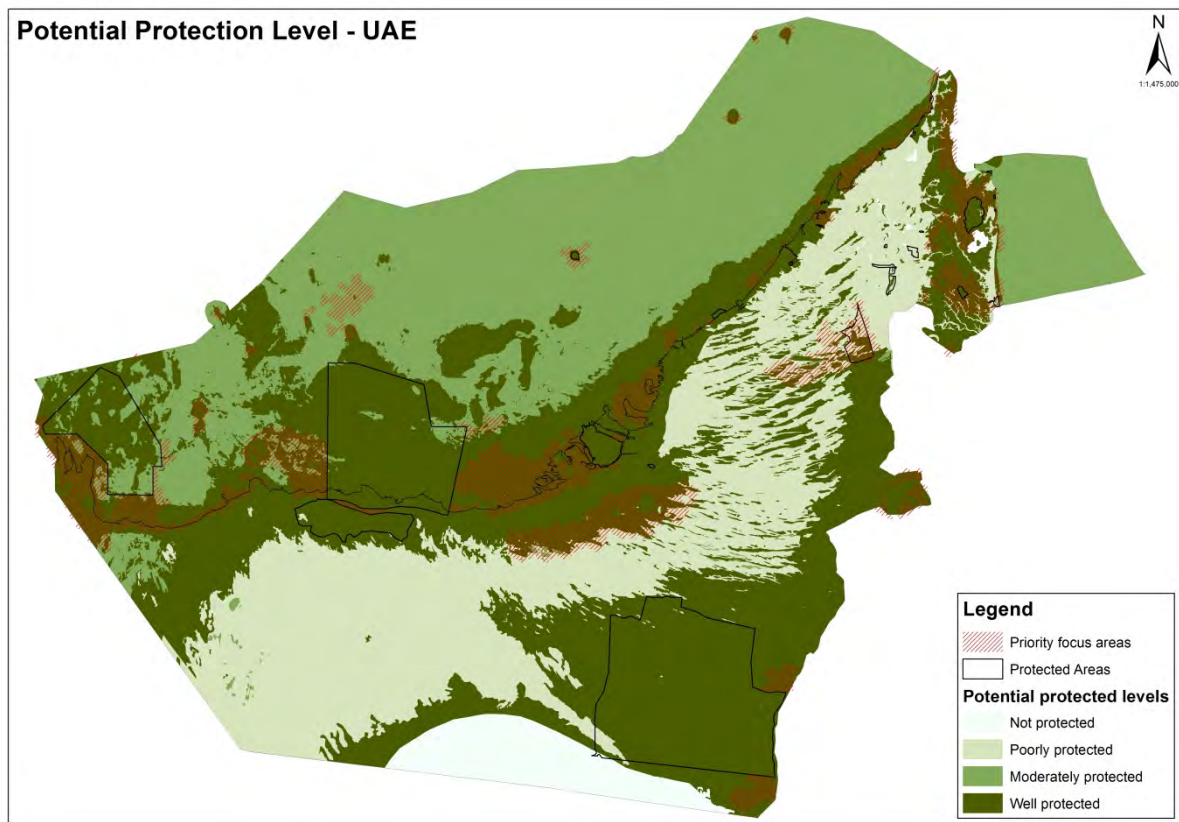 Potential Protection Level - UAE
N
1:1,475,000
Legend
Priority focus areas
Protected Areas
Potential protected levels
Not protected
Poorly protected
Moderately protected
Well protected